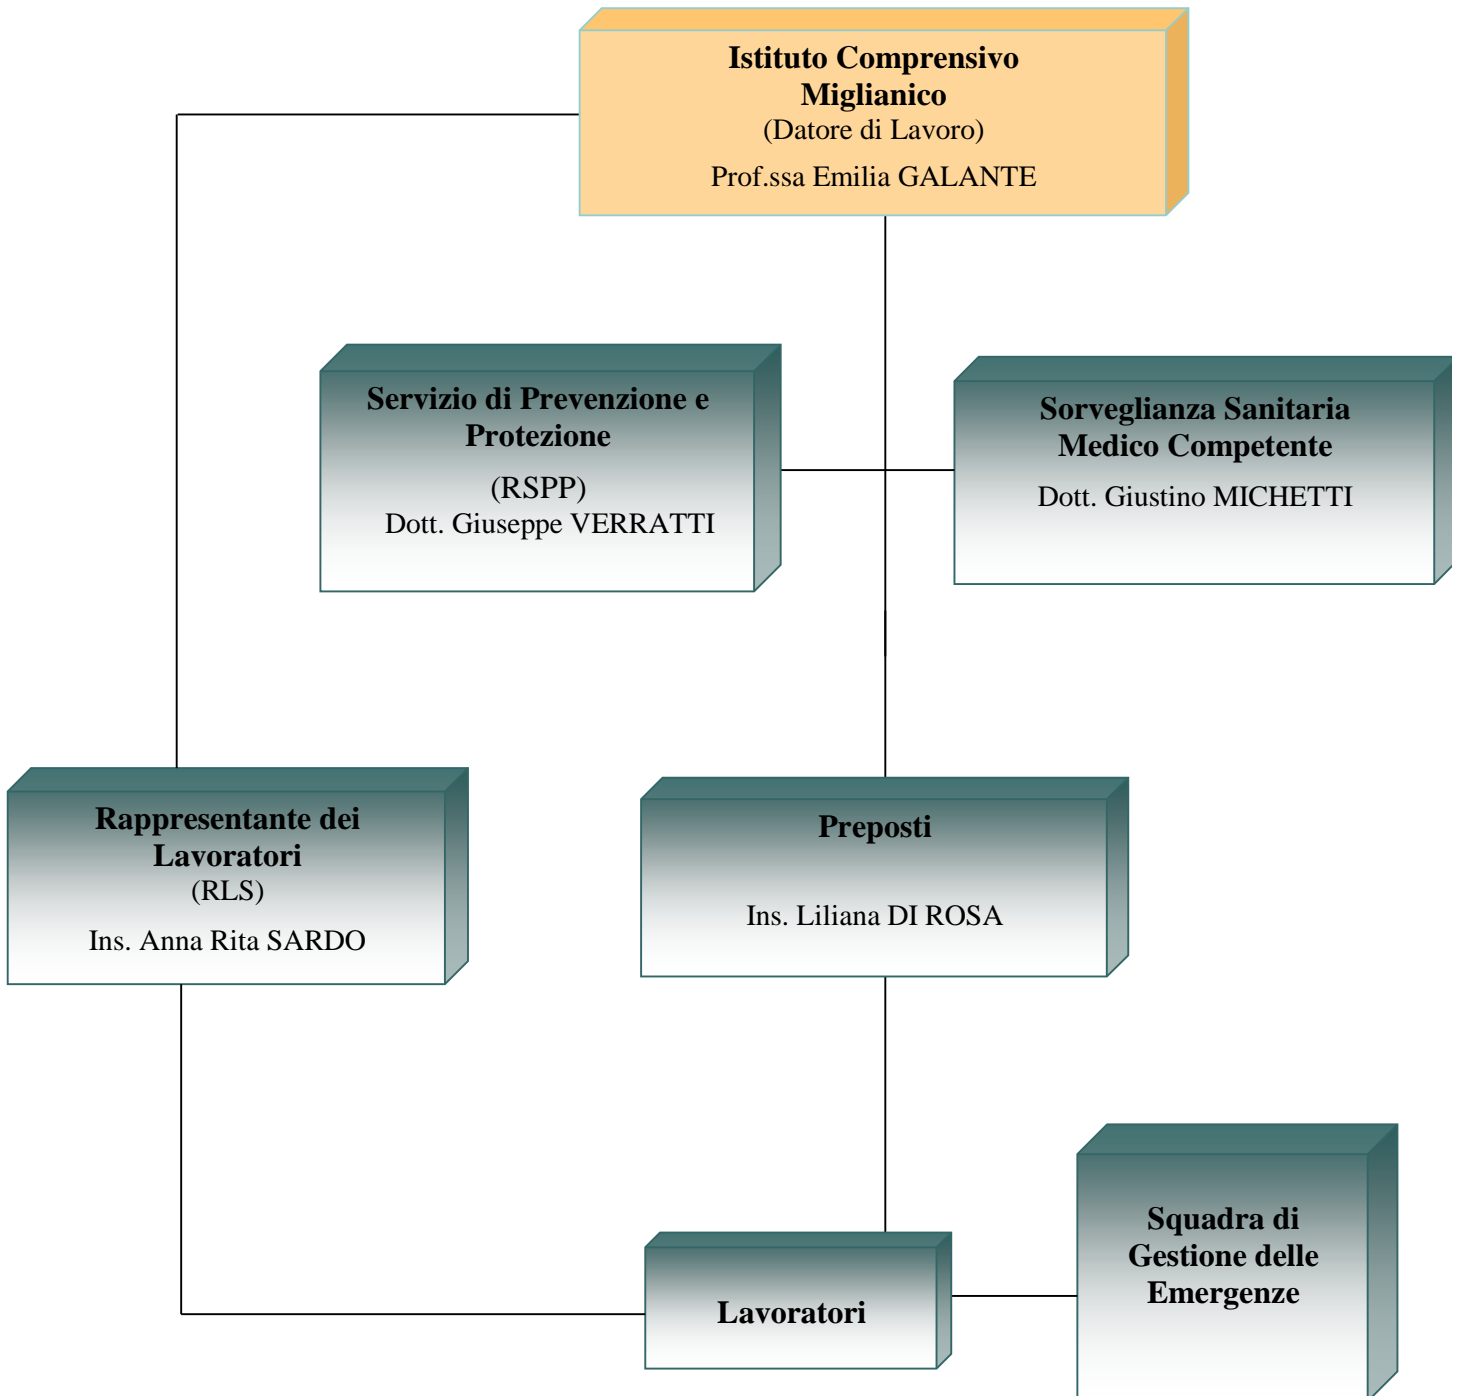 Istituto Comprensivo
Miglianico
(Datore di Lavoro)
Prof.ssa Emilia GALANTE
Servizio di Prevenzione e
Protezione
(RSPP)
Dott. Giuseppe VERRATTI
Sorveglianza Sanitaria
Medico Competente
Dott. Giustino MICHETTI
Rappresentante dei
Lavoratori
(RLS)
Ins. Anna Rita SARDO
Preposti
Ins. Liliana DI ROSA
Squadra di
Gestione delle
Emergenze
Lavoratori